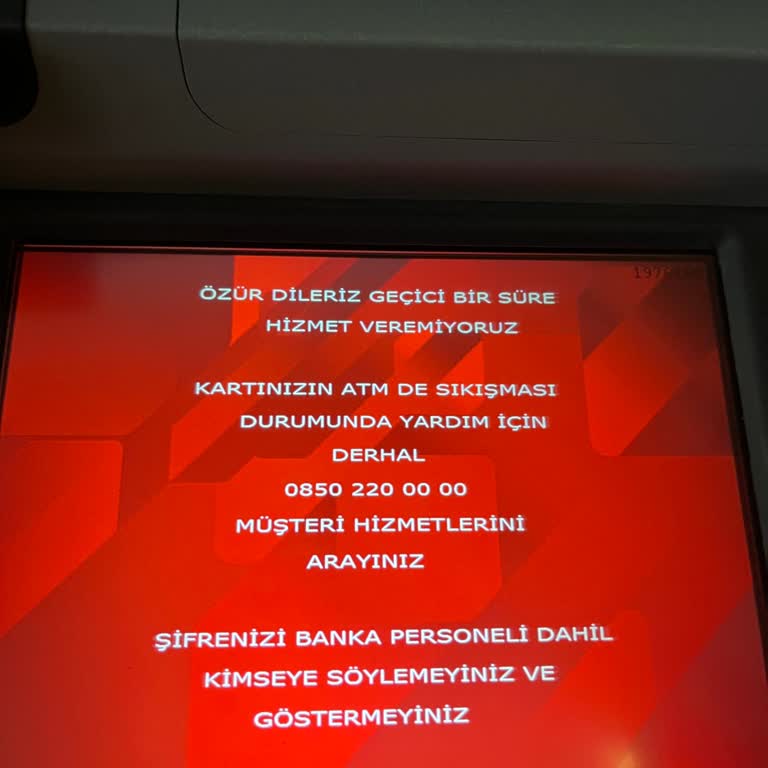 ÖZÜR DİLERİZ GEÇİCİ BİR SÜRE
HİZMET VEREMİYORUZ
KARTINIZIN ATM DE SIKIŞMASI
DURUMUNDA YARDIM İÇİN
DERHAL
0850 220 00 00
MÜŞTERİ HİZMETLERİNİ
ARAYINIZ
ŞİFRENİZİ BANKA PERSONELİ DAHİL
KİMSEYE SÖYLEMEYİNİZ VE
GÖSTERMEYİNİZ